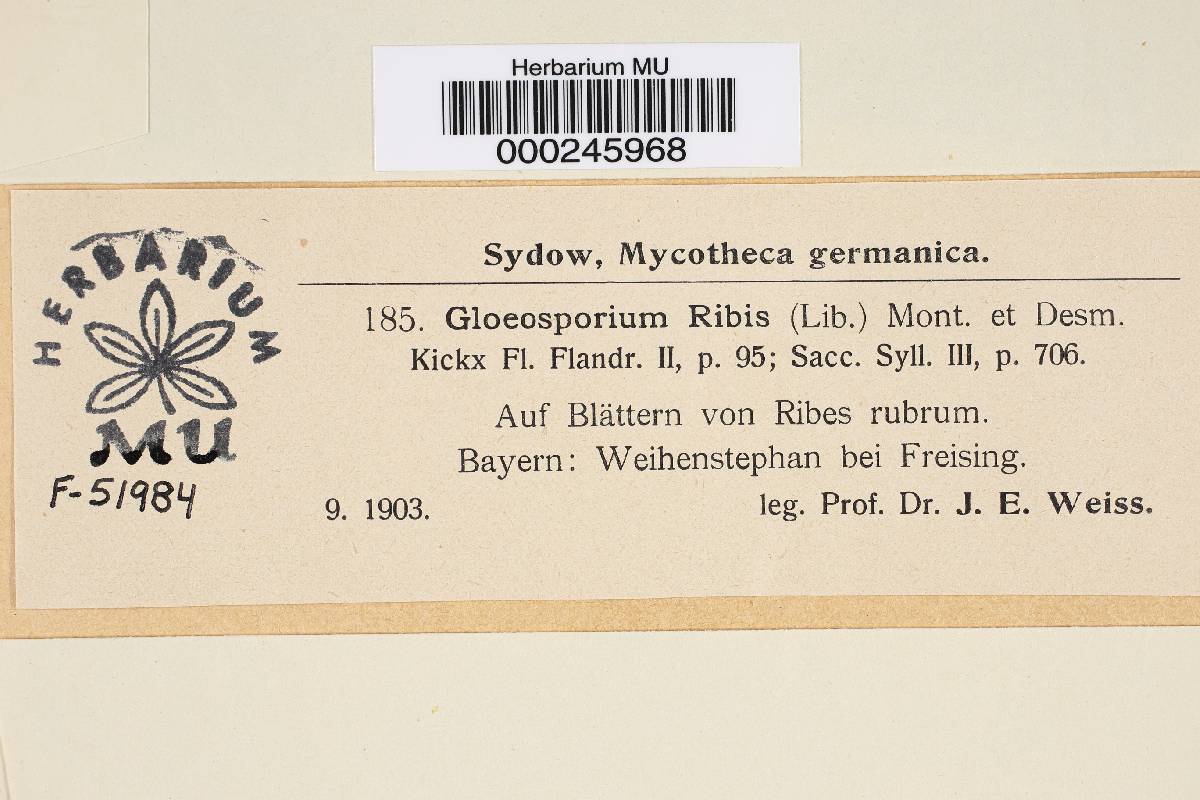 Herbarium MU
000245968
HERBARIUM
MU
F-51984
Sydow, Mycotheca germanica.
185. Gloeosporium Ribis (Lib.) Mont. et Desm.
Kickx Fl. Flandr. II, p. 95; Sacc. Syll. III, p. 706.
Auf Blättern von Ribes rubrum.
Bayern: Weihenstephan bei Freising.
9. 1903. leg. Prof. Dr. J. E. Weiss.